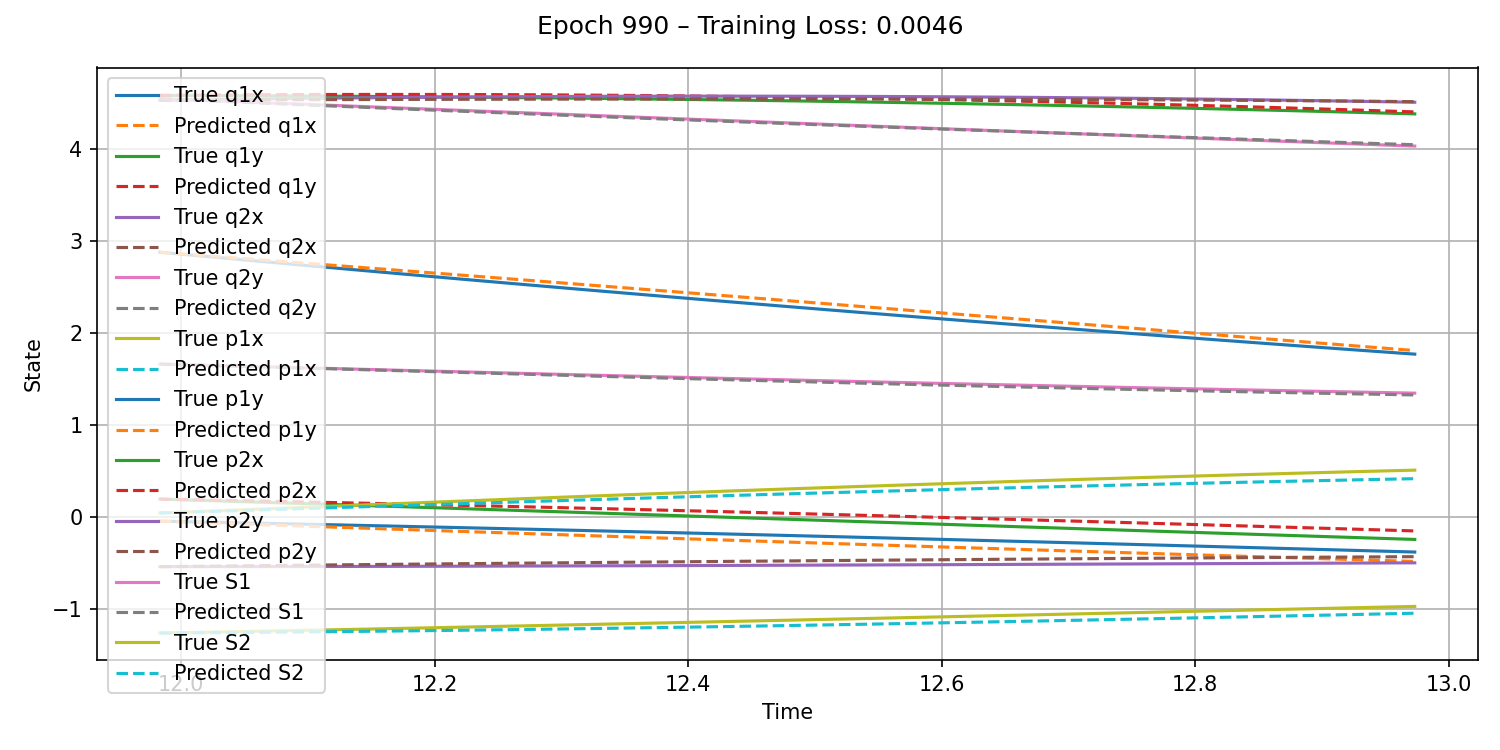 Epoch 990 – Training Loss: 0.0046
True q1x
Predicted q1x
True q1y
Predicted q1y
True q2x
Predicted q2x
True q2y
Predicted q2y
True p1x
Predicted p1x
True p1y
Predicted p1y
True p2x
Predicted p2x
True p2y
Predicted p2y
True S1
Predicted S1
True S2
Predicted S2
4
3
2
1
0
−1
State
12.0 12.2 12.4 12.6 12.8 13.0
Time